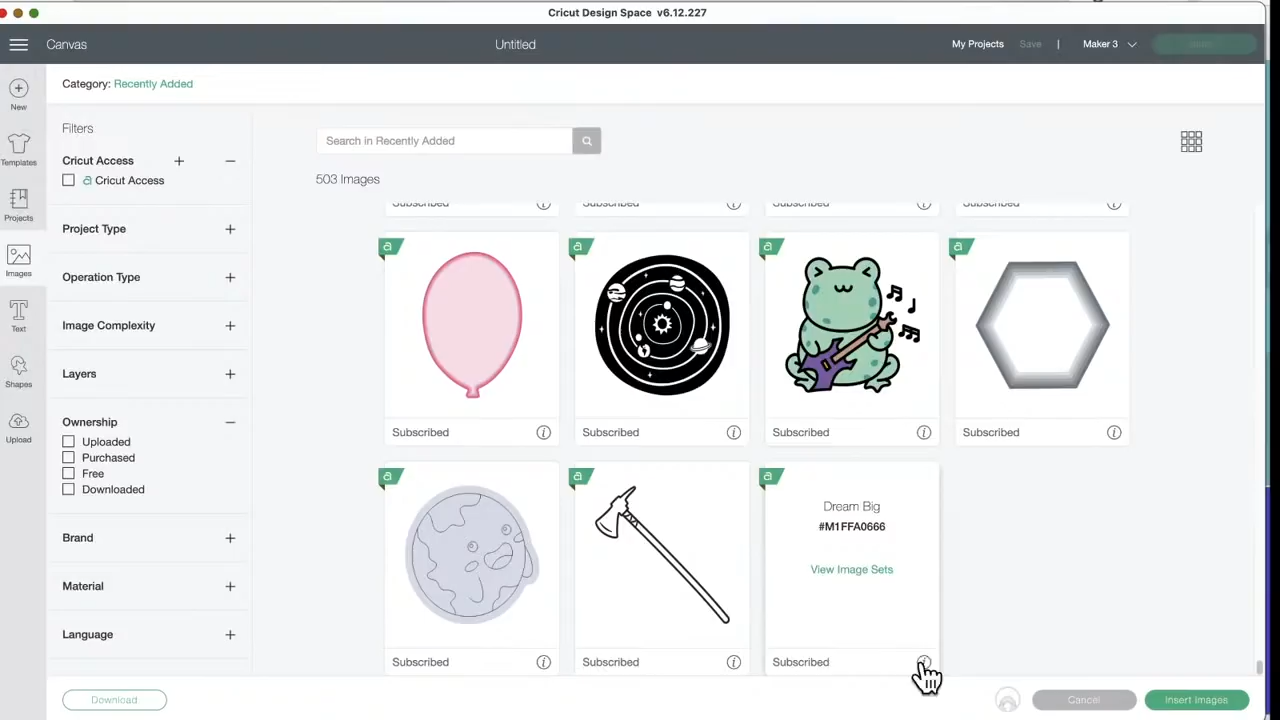 Cricut Design Space v6.12.227
Canvas
Untitled
My Projects
Save
|
Maker 3
Category: Recently Added
New
Templates
Projects
Images
Text
Shapes
Upload
Filters
Cricut Access
Cricut Access
Project Type
Operation Type
Image Complexity
Layers
Ownership
Uploaded
Purchased
Free
Downloaded
Brand
Material
Language
Search in Recently Added
503 Images
Subscribed
Subscribed
Subscribed
Subscribed
Subscribed
Subscribed
Subscribed
Subscribed
Dream Big
#M1FFA0666
View Image Sets
Subscribed
Subscribed
Subscribed
Download
Cancel
Insert Images